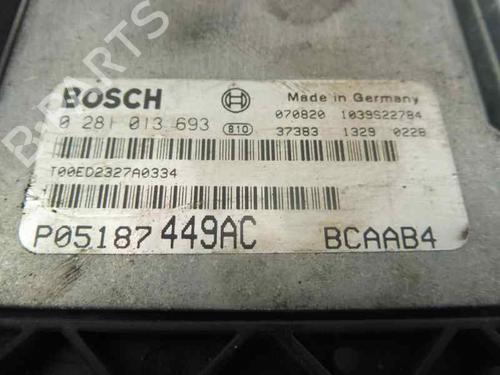 B-PARTS
BOSCH
Made in Germany
070820 1039S22784
0 281 013 693 810 37383 1329 0228
T00ED2327A0334
P05187449AC BCAAB4